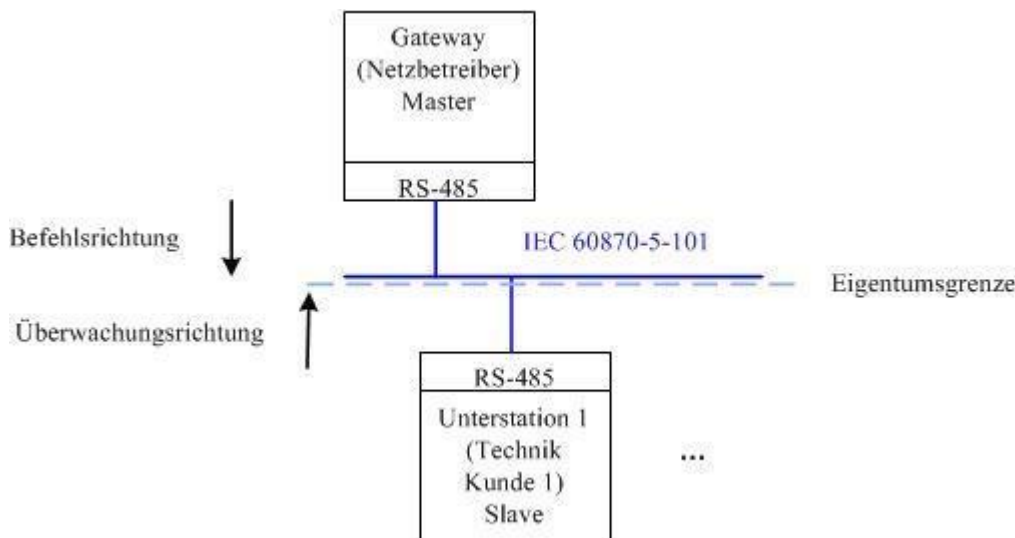 Gateway
(Netzbetreiber)
Master
RS-485
Befehlsrichtung
IEC 60870-5-101
Eigentumsgrenze
Überwachungsrichtung
RS-485
Unterstation 1
(Technik
Kunde 1)
Slave
...